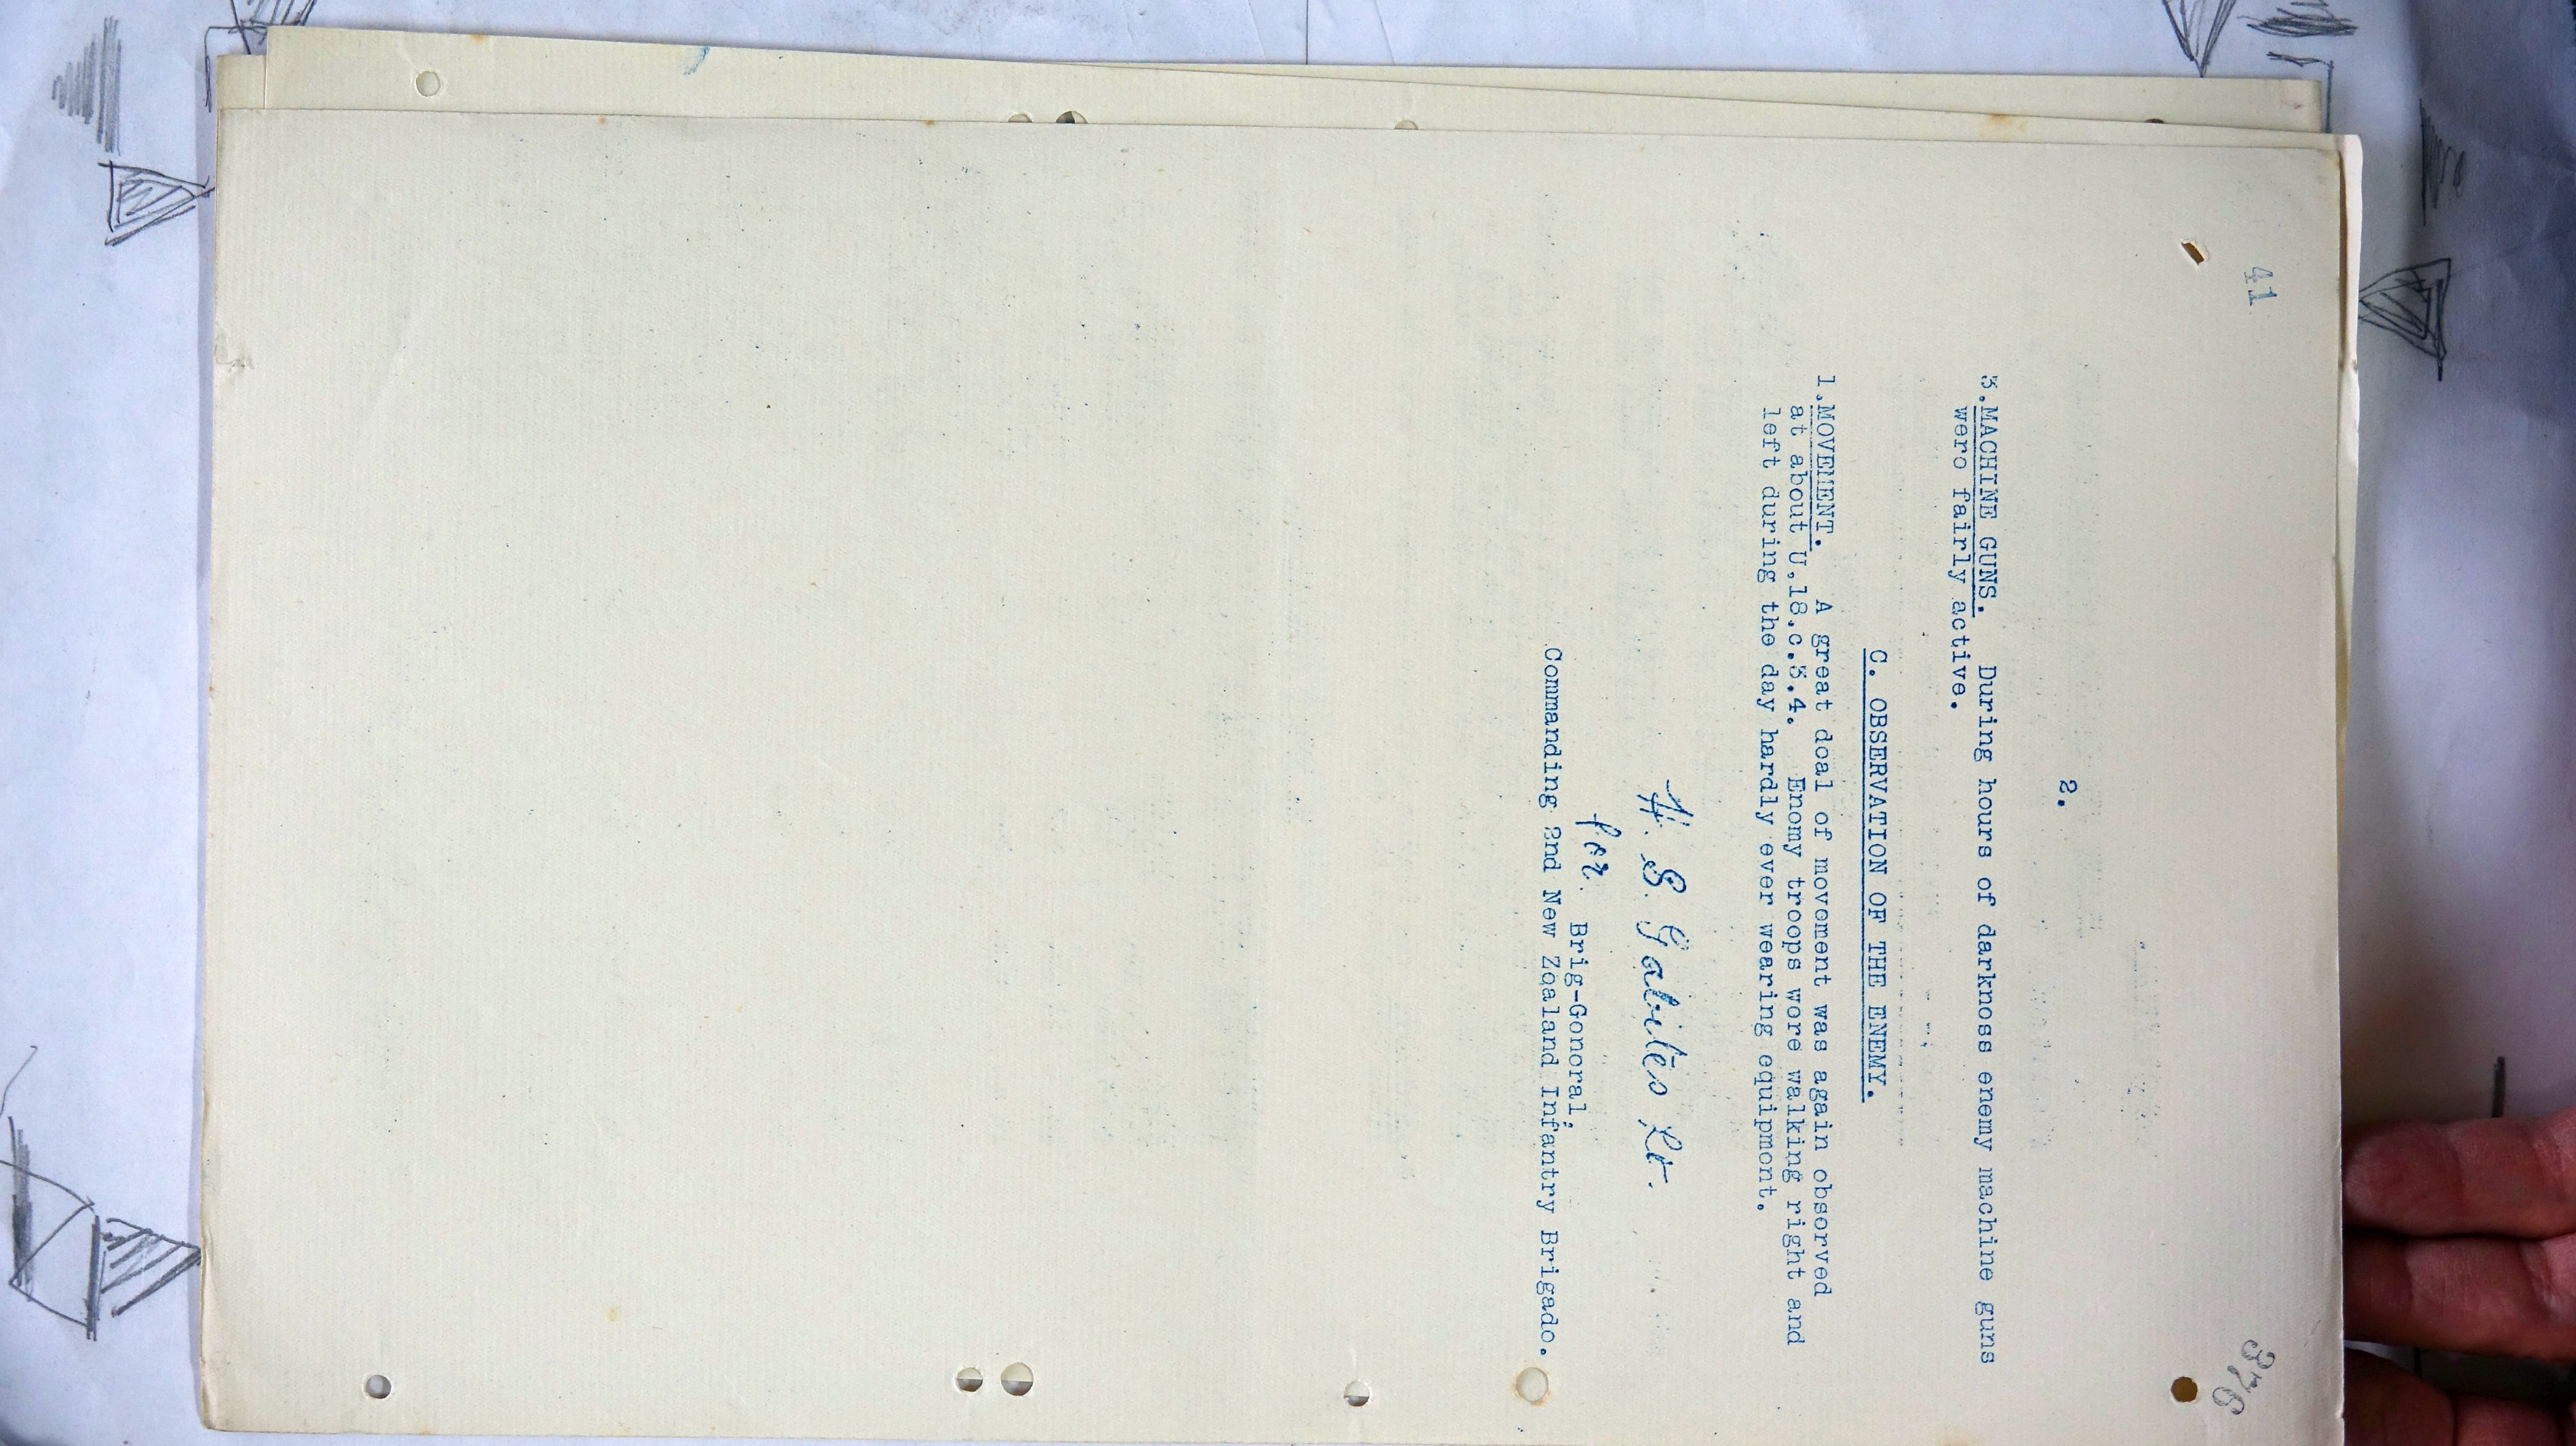 41
376
2.
3.MACHINE GUNS. During hours of darkness enemy machine guns
were fairly active.
C. OBSERVATION OF THE ENEMY.
1.MOVEMENT. A great deal of movement was again observed
at about U.18.c.3.4. Enemy troops were walking right and
left during the day hardly ever wearing equipment.
H. S. Gabites Lt.
for. Brig-General;
Commanding 2nd New Zealand Infantry Brigade.